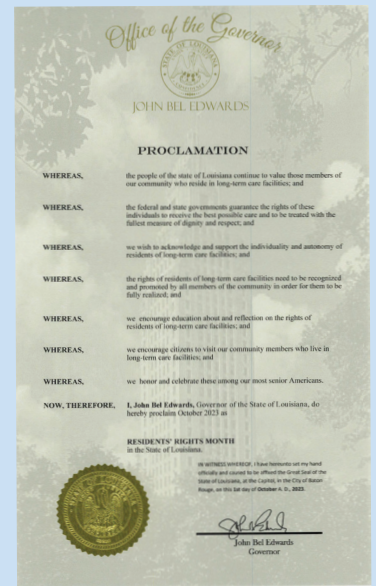 Office of the Governor
STATE OF LOUISIANA
JOHN BEL EDWARDS
PROCLAMATION
WHEREAS, the people of the state of Louisiana continue to value those members of
our community who reside in long-term care facilities; and
WHEREAS, the federal and state governments guarantee the rights of these
individuals to receive the best possible care and to be treated with the
fullest measure of dignity and respect; and
WHEREAS, we wish to acknowledge and support the individuality and autonomy of
residents of long-term care facilities; and
WHEREAS, the rights of residents of long-term care facilities need to be recognized
and promoted by all members of the community in order for them to be
fully realized; and
WHEREAS, we encourage education about and reflection on the rights of
residents of long-term care facilities; and
WHEREAS, we encourage citizens to visit our community members who live in
long-term care facilities; and
WHEREAS, we honor and celebrate these among our most senior Americans.
NOW, THEREFORE, I, John Bel Edwards, Governor of the State of Louisiana, do
hereby proclaim October 2023 as
RESIDENTS' RIGHTS MONTH
in the State of Louisiana.
IN WITNESS WHEREOF, I have hereunto set my hand
officially and caused to be affixed the Great Seal of the
State of Louisiana, at the Capitol, in the City of Baton
Rouge, on this 1st day of October A. D., 2023.
John Bel Edwards
Governor